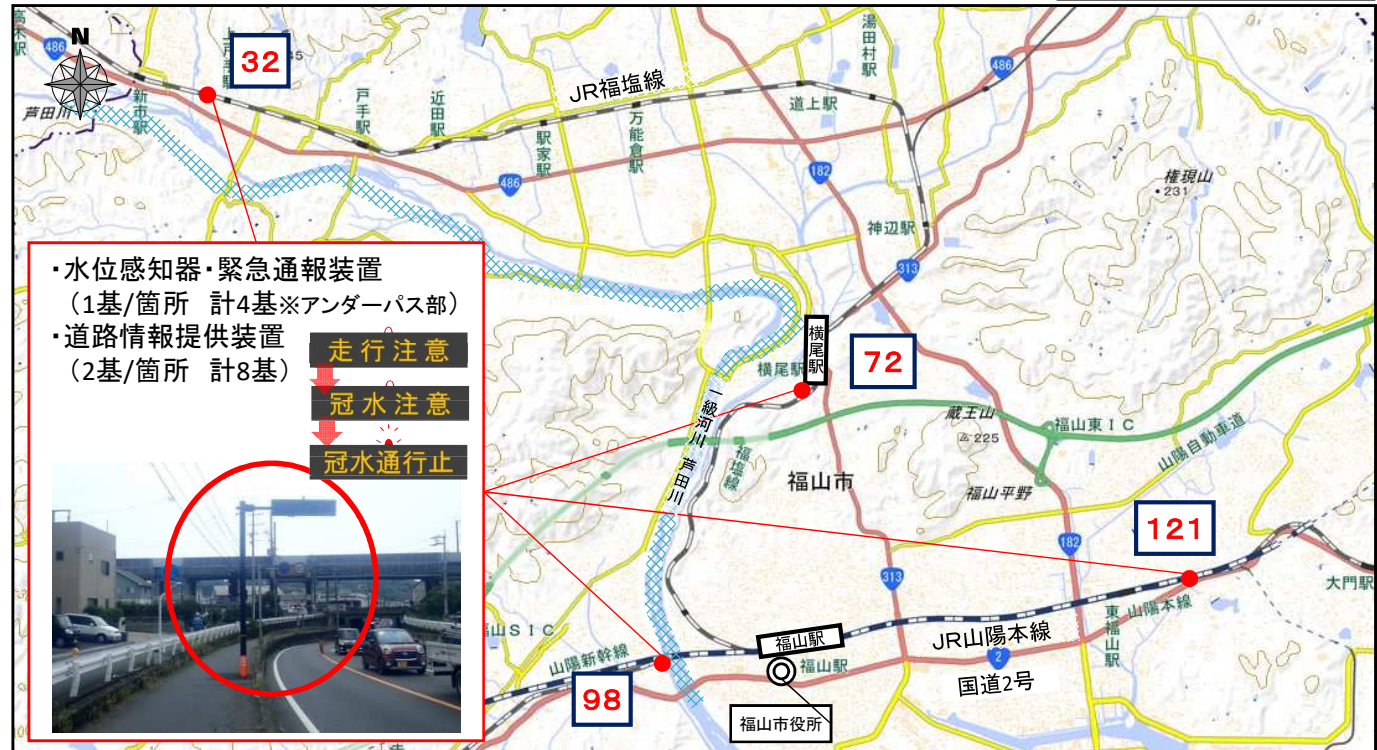 高木駅
486
N
芦田川
新市駅
32
45
戸手駅
近田駅
JR福塩線
駅家駅
万能倉駅
486
道上駅
湯田村駅
486
182
権現山
・231
神辺駅
313
・水位感知器・緊急通報装置
（1基/箇所 計4基※アンダーパス部）
・道路情報提供装置
（2基/箇所 計8基）
走行注意
冠水注意
冠水通行止
横尾駅
横尾駅
72
一級河川 芦田川
福塩線
福山市
蔵王山
225
福山東IC
山陽自動車道
福山平野
182
121
313
大門駅
東福山駅
山陽本線
JR山陽本線
2
国道2号
福山駅
福山駅
福山市役所
山SIC
山陽新幹線
98